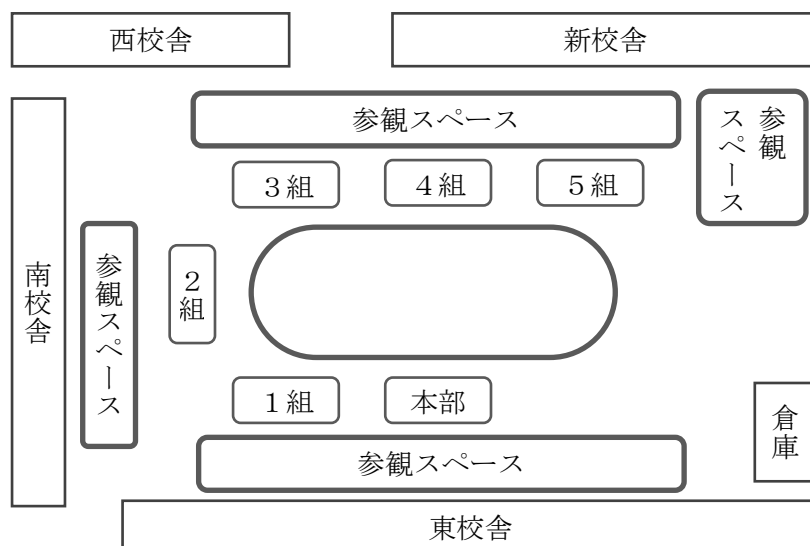 西校舎
新校舎
参観スペース
参観
スペース
３組
４組
５組
南校舎
参観スペース
２組
１組
本部
倉庫
参観スペース
東校舎